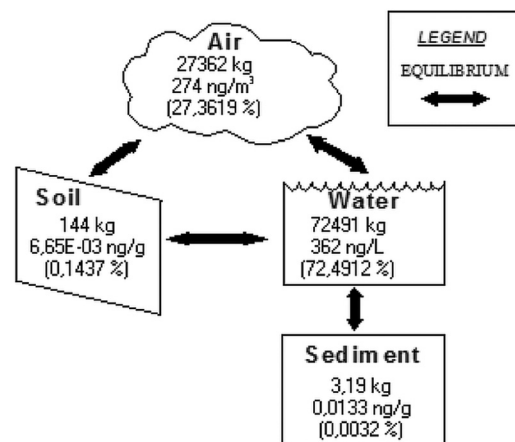 Air
27362 kg
274 ng/m³
(27,3619 %)
LEGEND
EQUILIBRIUM
Soil
144 kg
6,65E-03 ng/g
(0,1437 %)
Water
72491 kg
362 ng/L
(72,4912 %)
Sediment
3,19 kg
0,0133 ng/g
(0,0032 %)